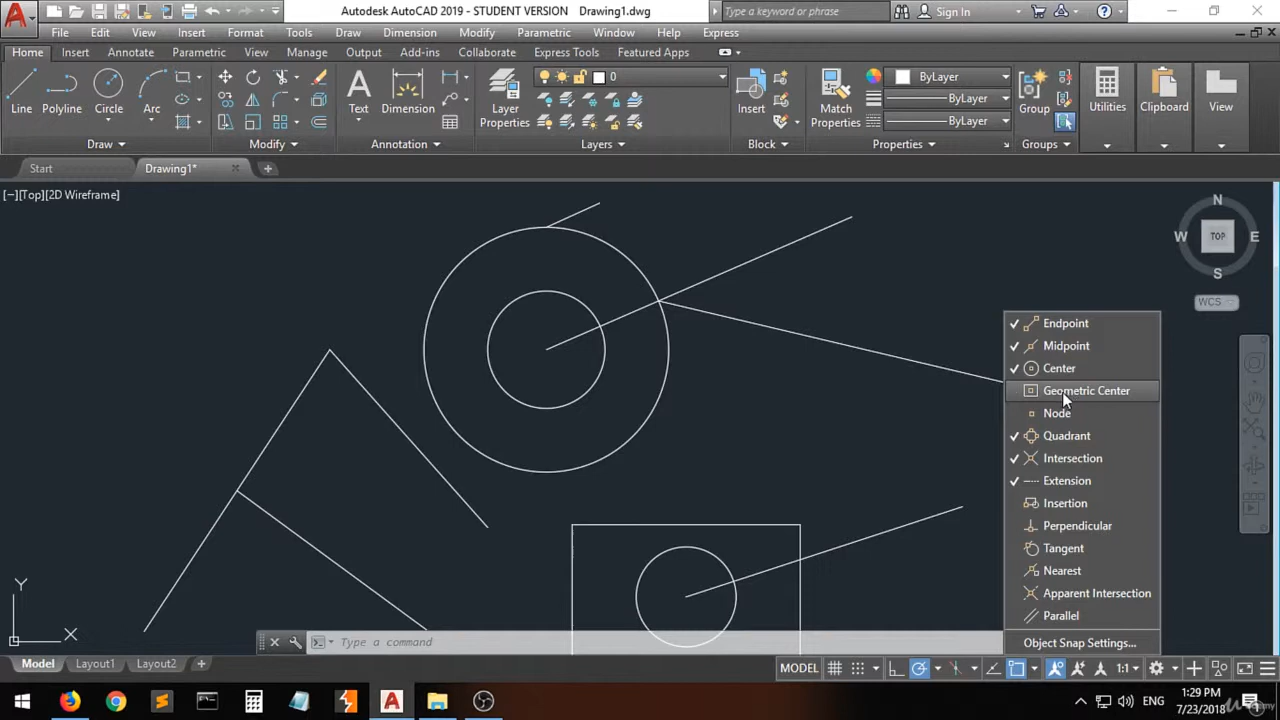 Autodesk AutoCAD 2019 - STUDENT VERSION Drawing1.dwg
Type a keyword or phrase
Sign In
File Edit View Insert Format Tools Draw Dimension Modify Parametric Window Help Express
Home Insert Annotate Parametric View Manage Output Add-ins Collaborate Express Tools Featured Apps
0
ByLayer
ByLayer
ByLayer
Line Polyline Circle Arc
Text Dimension
Layer
Properties
Insert
Match
Properties
Group
Utilities
Clipboard
View
Draw Modify Annotation Layers Block Properties Groups
Start Drawing1*
[−][Top][2D Wireframe]
N
W TOP E
S
WCS
Endpoint
Midpoint
Center
Geometric Center
Node
Quadrant
Intersection
Extension
Insertion
Perpendicular
Tangent
Nearest
Apparent Intersection
Parallel
Object Snap Settings...
Y
X
Type a command
Model Layout1 Layout2
MODEL
1:1
ENG
1:29 PM
7/23/2018